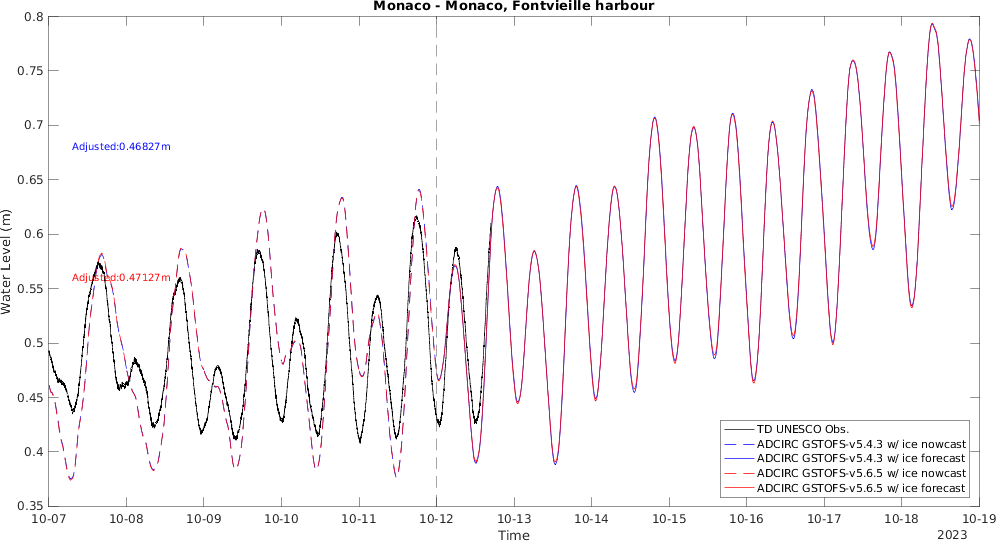 Monaco - Monaco, Fontvieille harbour
Water Level (m)
0.8
0.75
0.7
0.65
0.6
0.55
0.5
0.45
0.4
0.35
Adjusted:0.46827m
Adjusted:0.47127m
TD UNESCO Obs.
ADCIRC GSTOFS-v5.4.3 w/ ice nowcast
ADCIRC GSTOFS-v5.4.3 w/ ice forecast
ADCIRC GSTOFS-v5.6.5 w/ ice nowcast
ADCIRC GSTOFS-v5.6.5 w/ ice forecast
10-07 10-08 10-09 10-10 10-11 10-12 10-13 10-14 10-15 10-16 10-17 10-18 10-19
Time
2023